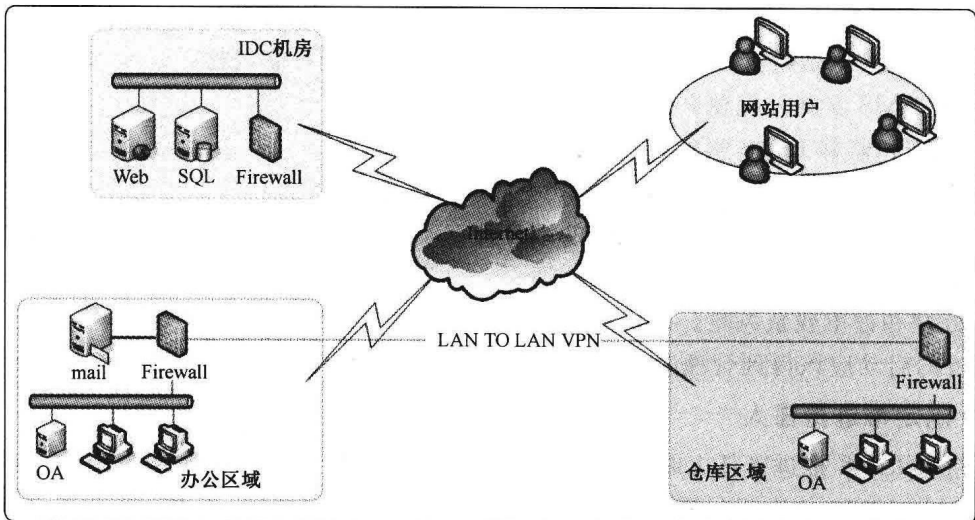 IDC机房
Web SQL Firewall
网站用户
Internet
LAN TO LAN VPN
mail Firewall
OA
办公区域
Firewall
仓库区域
OA